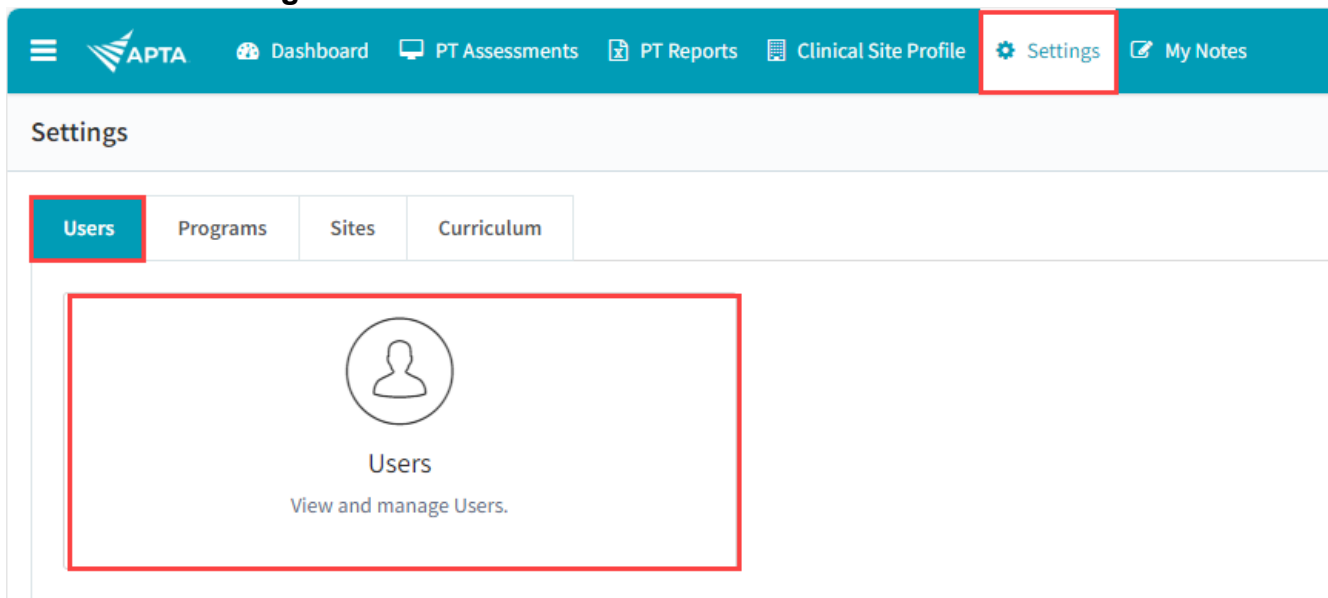 APTA Dashboard PT Assessments PT Reports Clinical Site Profile Settings My Notes
Settings
Users Programs Sites Curriculum
Users
View and manage Users.